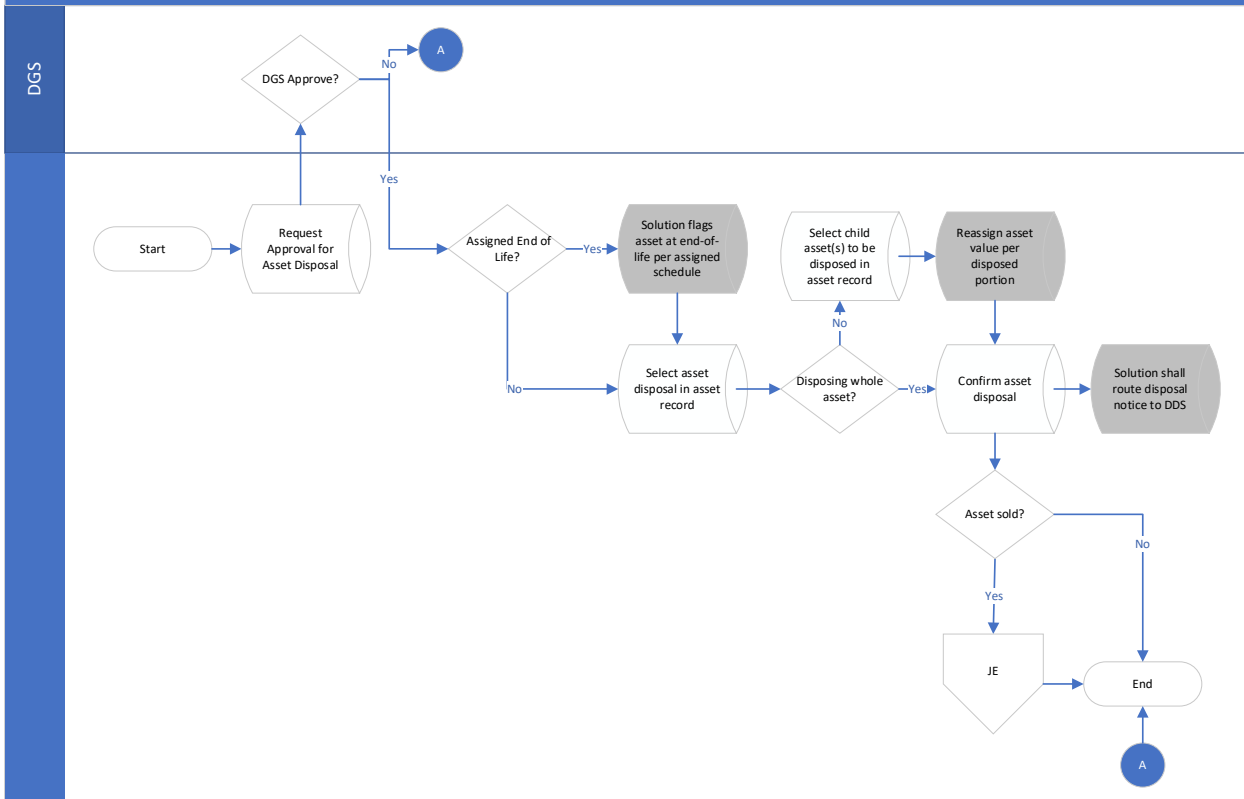 DGS
DGS Approve?
No
A
Yes
Start
Request
Approval for
Asset Disposal
Assigned End of
Life?
Yes
Solution flags
asset at end-of-
life per assigned
schedule
Select child
asset(s) to be
disposed in
asset record
Reassign asset
value per
disposed
portion
No
No
Select asset
disposal in asset
record
Disposing whole
asset?
Yes
Confirm asset
disposal
Solution shall
route disposal
notice to DDS
Asset sold?
No
Yes
JE
End
A